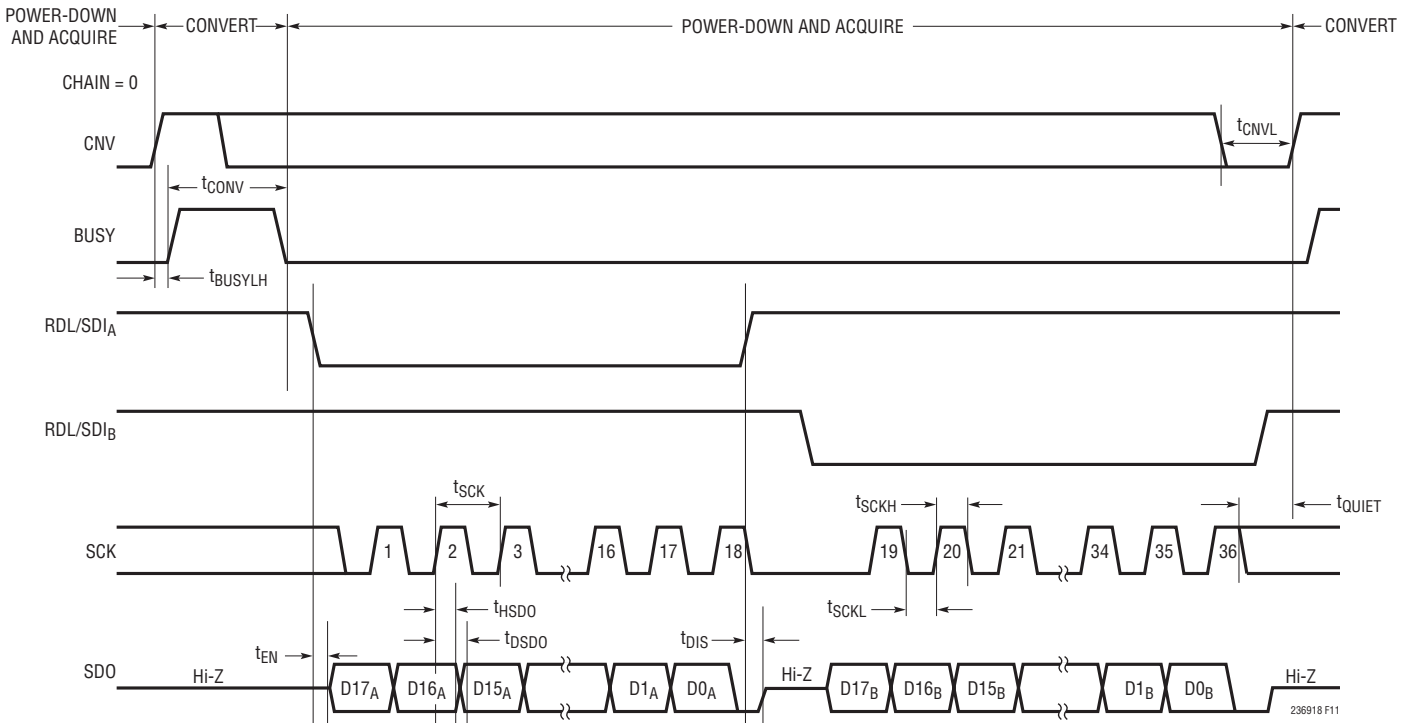 POWER-DOWN
AND ACQUIRE
CONVERT
POWER-DOWN AND ACQUIRE
CONVERT
CHAIN = 0
CNV
tCNVL
tCONV
BUSY
tBUSYLH
RDL/SDIA
RDL/SDIB
tSCK
tSCKH
tQUIET
SCK
1
2
3
16
17
18
19
20
21
34
35
36
tHSDO
tSCKL
tDSDO
tEN
tDIS
SDO
Hi-Z
D17A
D16A
D15A
D1A
D0A
Hi-Z
D17B
D16B
D15B
D1B
D0B
Hi-Z
236918 F11